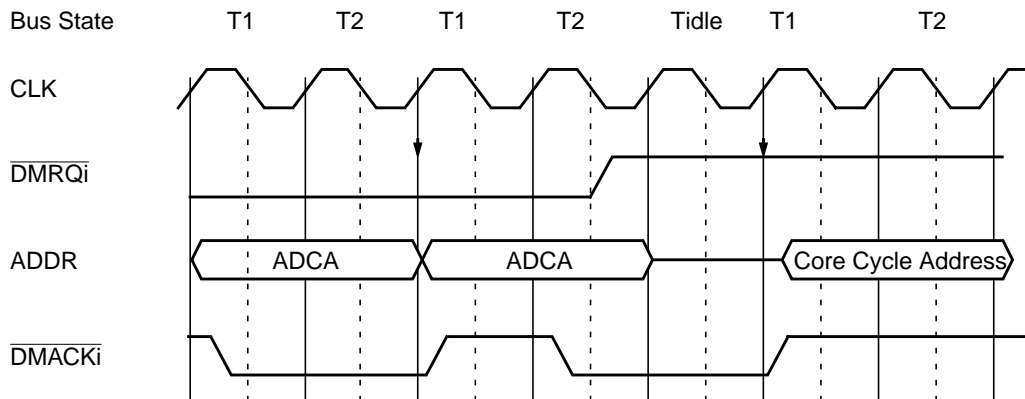 Bus State T1 T2 T1 T2 Tidle T1 T2
CLK
DMRQi
ADDR ADCA ADCA Core Cycle Address
DMACKi